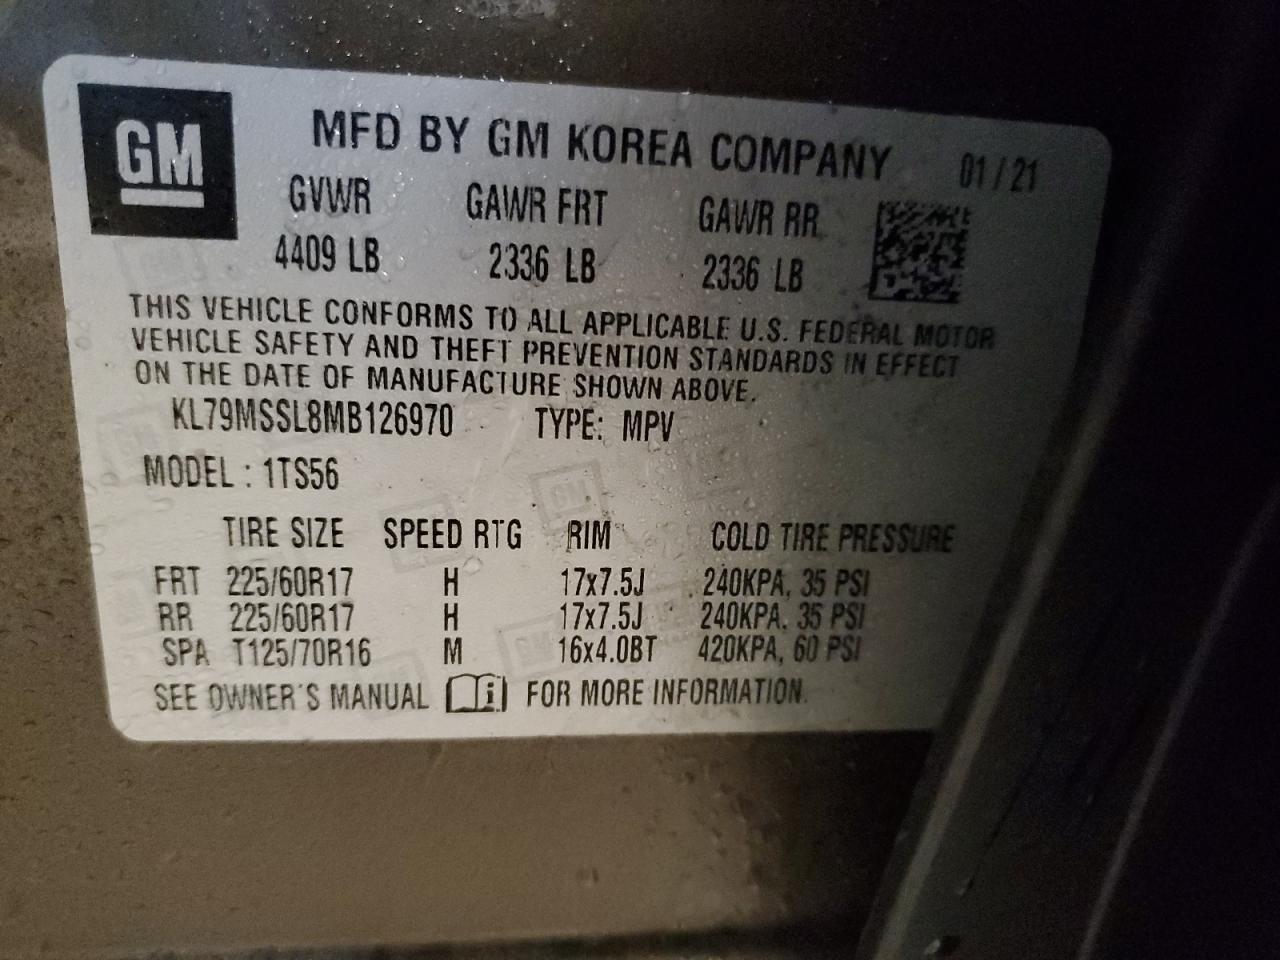 GM
MFD BY GM KOREA COMPANY 01/21
GVWR GAWR FRT GAWR RR
4409 LB 2336 LB 2336 LB
THIS VEHICLE CONFORMS TO ALL APPLICABLE U.S. FEDERAL MOTOR
VEHICLE SAFETY AND THEFT PREVENTION STANDARDS IN EFFECT
ON THE DATE OF MANUFACTURE SHOWN ABOVE.
KL79MSSL8MB126970 TYPE: MPV
MODEL : 1TS56
TIRE SIZE SPEED RTG RIM COLD TIRE PRESSURE
FRT 225/60R17 H 17x7.5J 240KPA, 35 PSI
RR 225/60R17 H 17x7.5J 240KPA, 35 PSI
SPA T125/70R16 M 16x4.0BT 420KPA, 60 PSI
SEE OWNER'S MANUAL i FOR MORE INFORMATION.